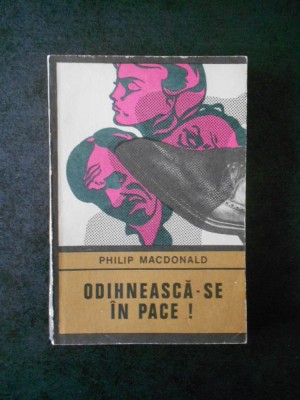 PHILIP MACDONALD
ODIHNEASCĂ-SE
ÎN PACE !